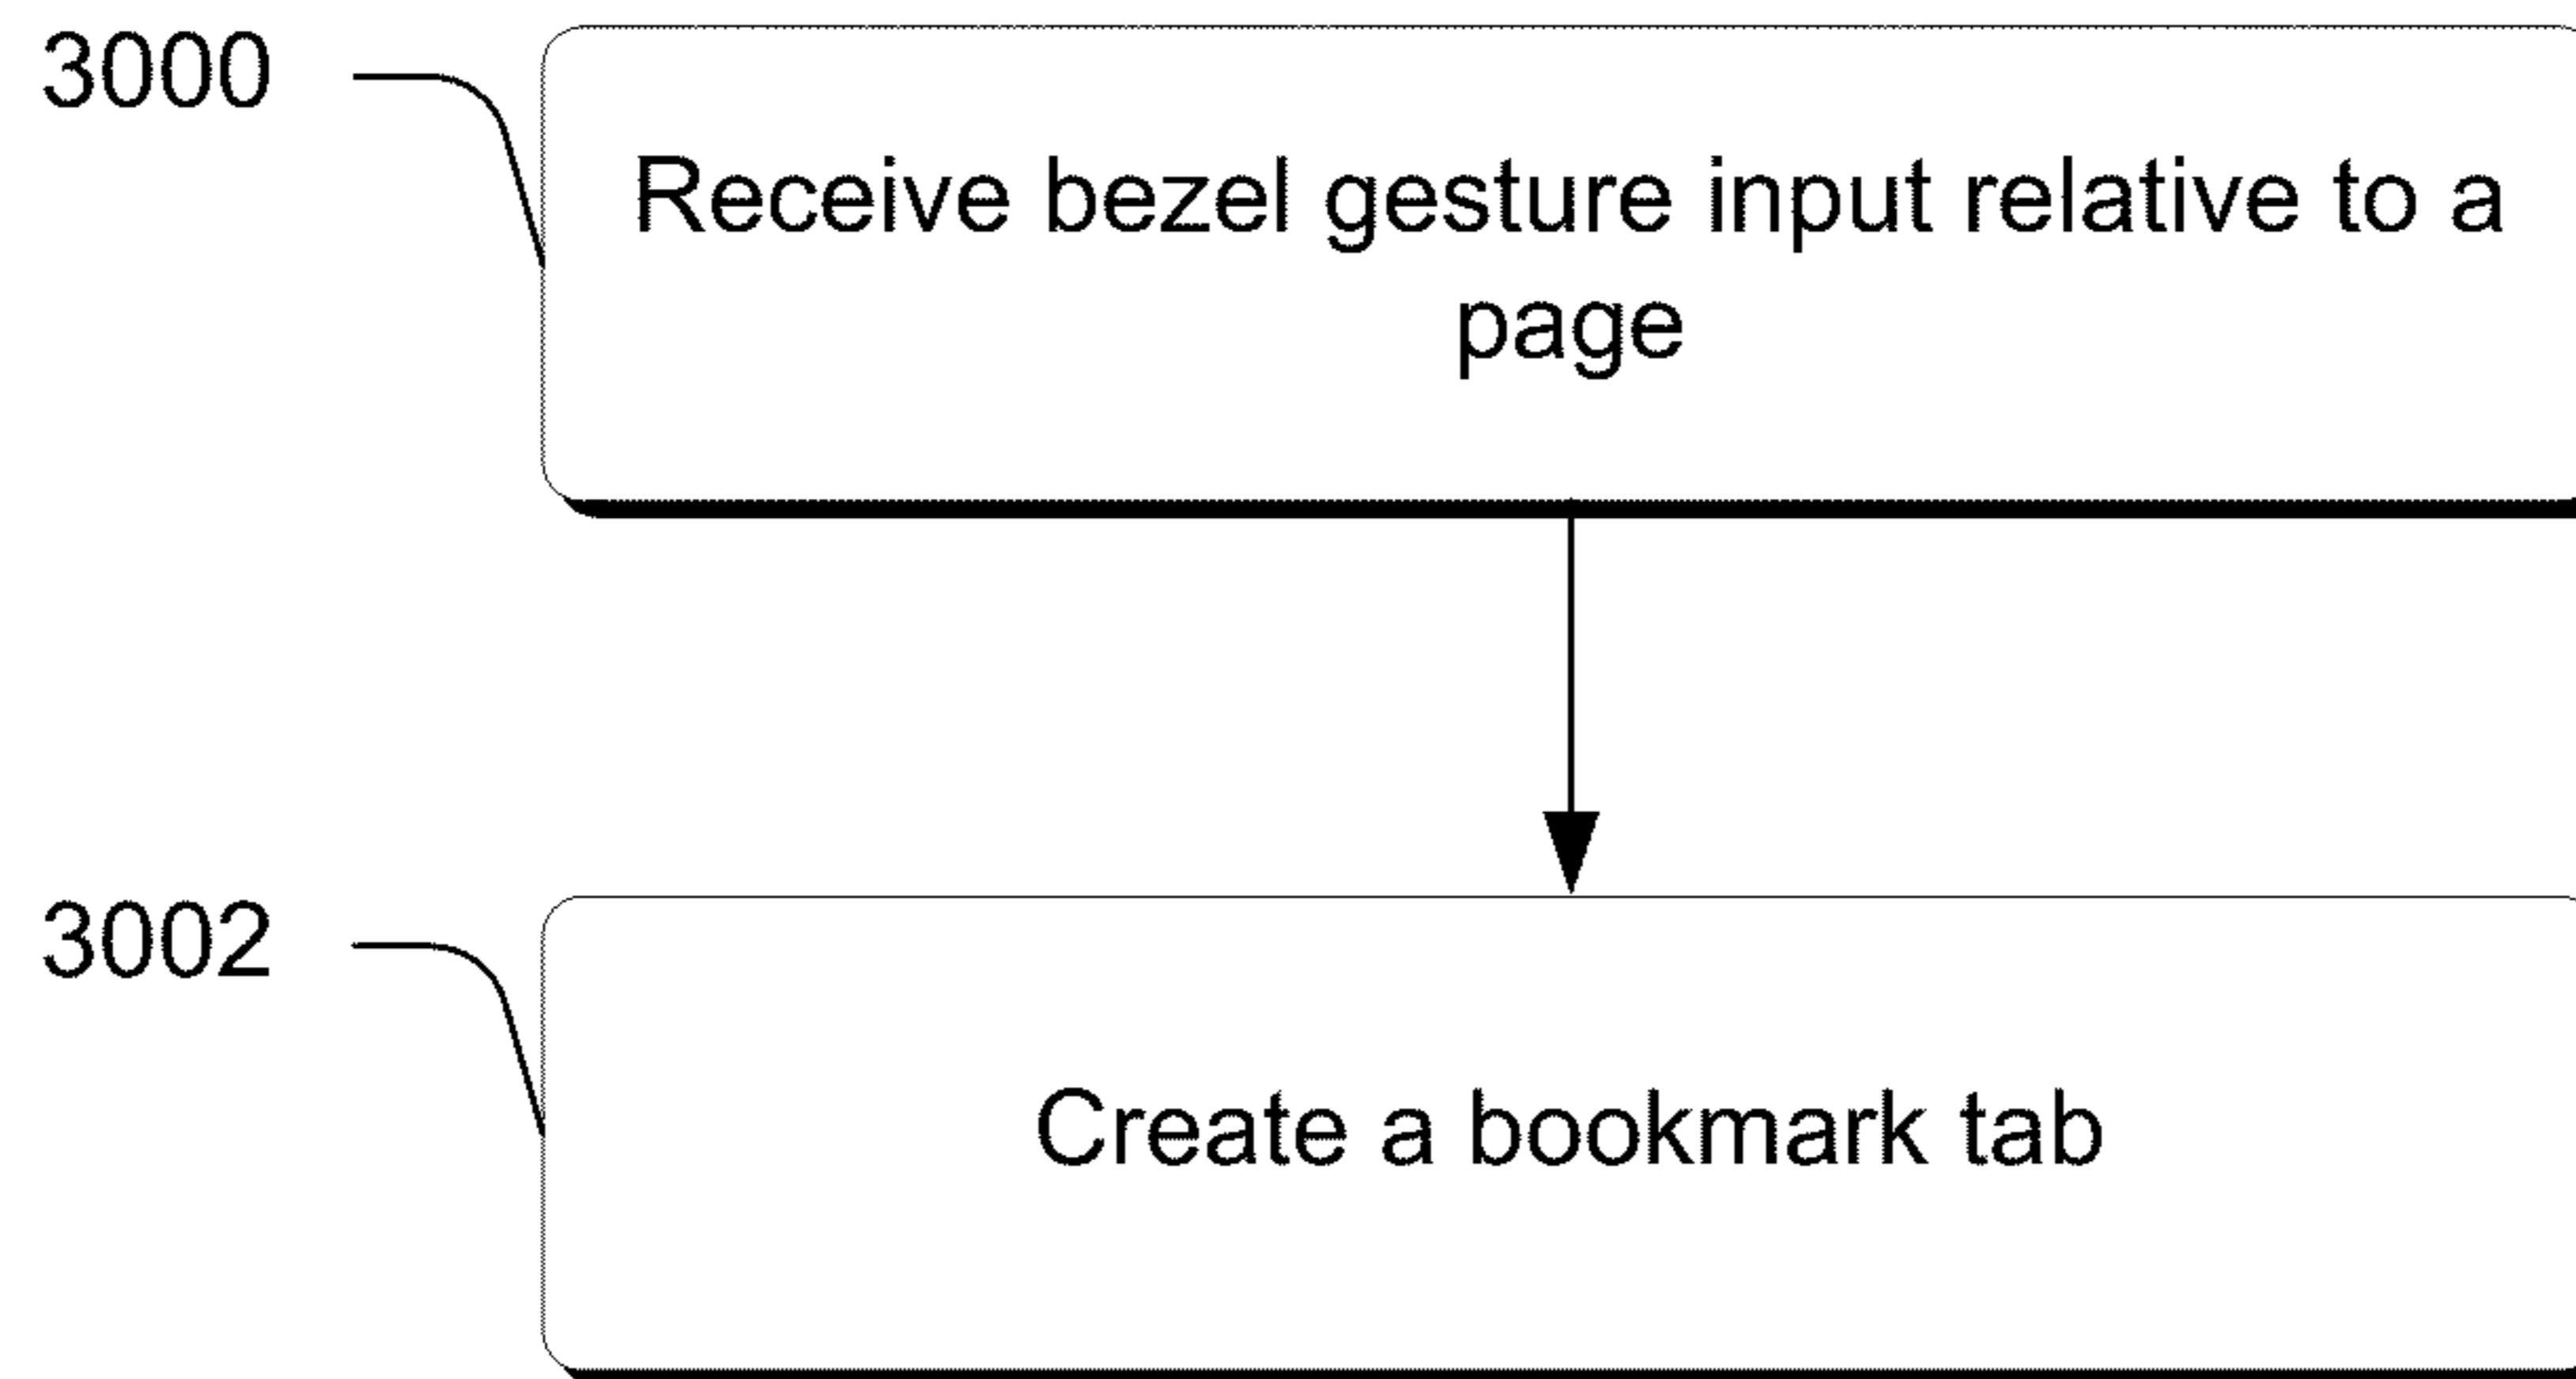 3000
Receive bezel gesture input relative to a
page
3002
Create a bookmark tab